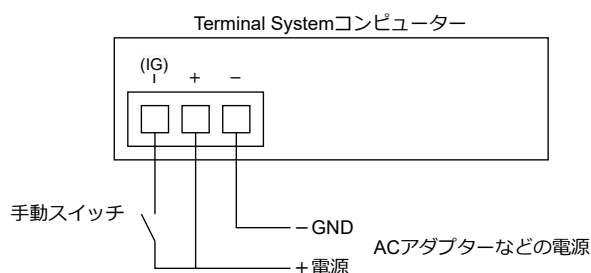 Terminal Systemコンピューター
(IG)
I + −
手動スイッチ
− GND
ACアダプターなどの電源
+ 電源